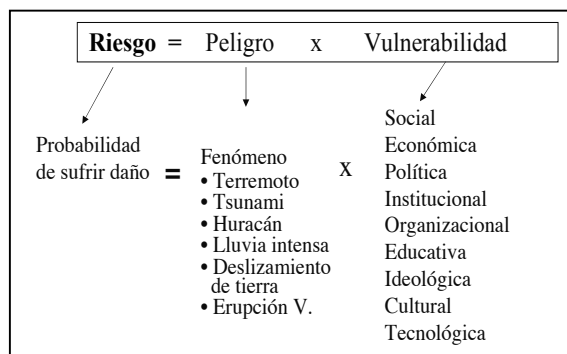 Riesgo = Peligro x Vulnerabilidad
Probabilidad
de sufrir daño
=
Fenómeno
• Terremoto
• Tsunami
• Huracán
• Lluvia intensa
• Deslizamiento
de tierra
• Erupción V.
x
Social
Económica
Política
Institucional
Organizacional
Educativa
Ideológica
Cultural
Tecnológica